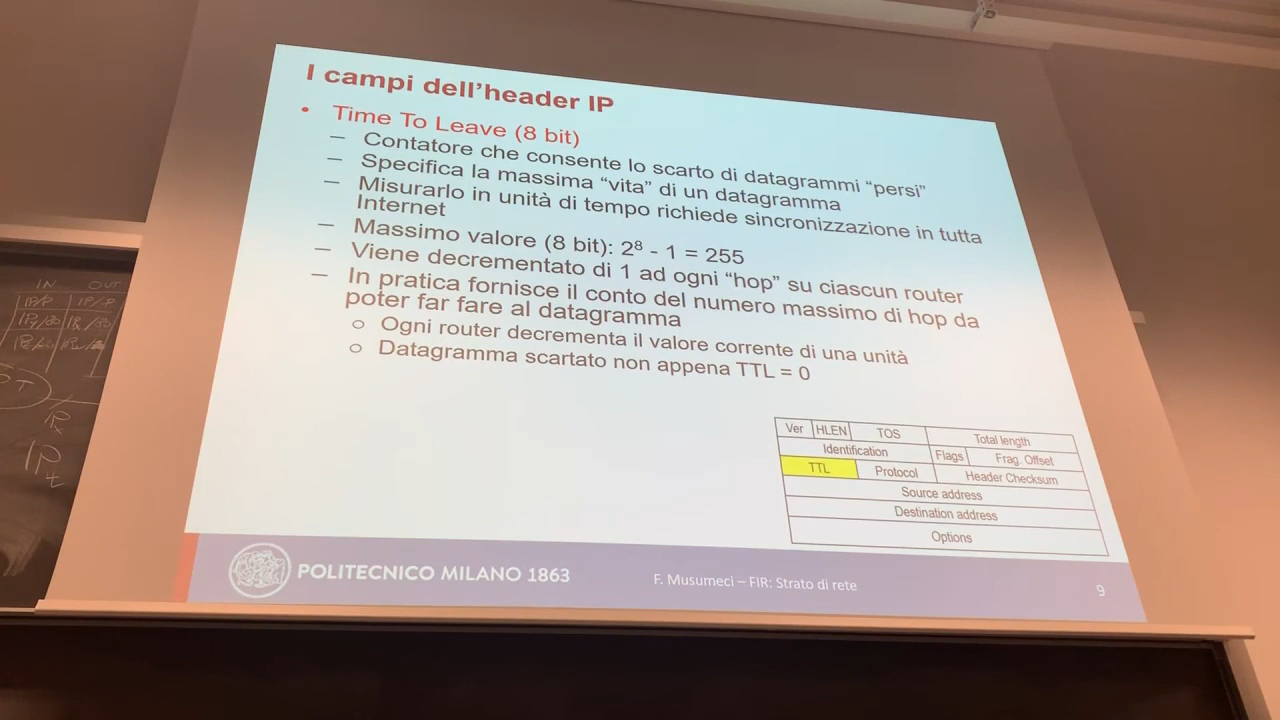 I campi dell'header IP
• Time To Leave (8 bit)
– Contatore che consente lo scarto di datagrammi "persi"
– Specifica la massima "vita" di un datagramma
– Misurarlo in unità di tempo richiede sincronizzazione in tutta
Internet
– Massimo valore (8 bit): 2⁸ - 1 = 255
– Viene decrementato di 1 ad ogni "hop" su ciascun router
– In pratica fornisce il conto del numero massimo di hop da
poter far fare al datagramma
o Ogni router decrementa il valore corrente di una unità
o Datagramma scartato non appena TTL = 0
Ver HLEN TOS Total length
Identification Flags Frag. Offset
TTL Protocol Header Checksum
Source address
Destination address
Options
POLITECNICO MILANO 1863
F. Musumeci – FIR: Strato di rete
9
IN OUT